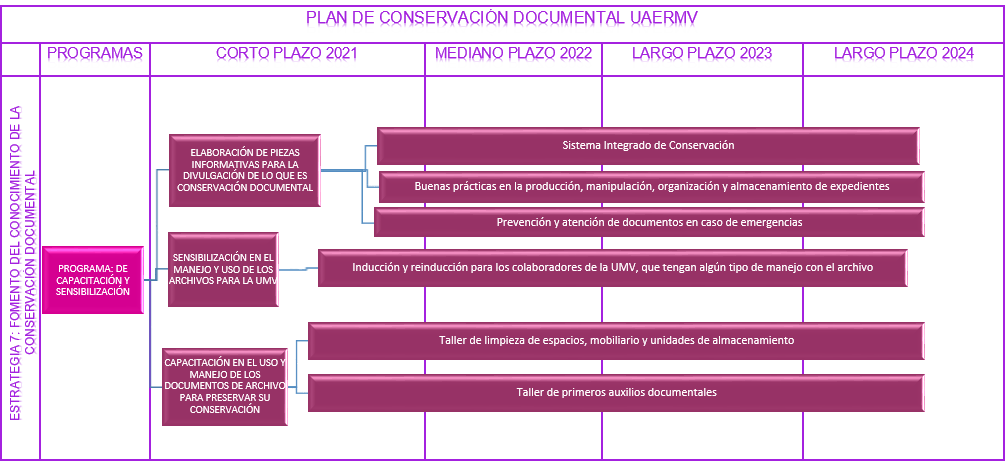 PLAN DE CONSERVACIÓN DOCUMENTAL UAERMV
PROGRAMAS
CORTO PLAZO 2021
MEDIANO PLAZO 2022
LARGO PLAZO 2023
LARGO PLAZO 2024
ESTRATEGIA 7: FOMENTO DEL CONOCIMIENTO DE LA
CONSERVACIÓN DOCUMENTAL
PROGRAMA: DE
CAPACITACIÓN Y
SENSIBILIZACIÓN
ELABORACIÓN DE PIEZAS
INFORMATIVAS PARA LA
DIVULGACIÓN DE LO QUE ES
CONSERVACIÓN DOCUMENTAL
Sistema Integrado de Conservación
Buenas prácticas en la producción, manipulación, organización y almacenamiento de expedientes
Prevención y atención de documentos en caso de emergencias
SENSIBILIZACIÓN EN EL
MANEJO Y USO DE LOS
ARCHIVOS PARA LA UMV
Inducción y reinducción para los colaboradores de la UMV, que tengan algún tipo de manejo con el archivo
CAPACITACIÓN EN EL USO Y
MANEJO DE LOS
DOCUMENTOS DE ARCHIVO
PARA PRESERVAR SU
CONSERVACIÓN
Taller de limpieza de espacios, mobiliario y unidades de almacenamiento
Taller de primeros auxilios documentales